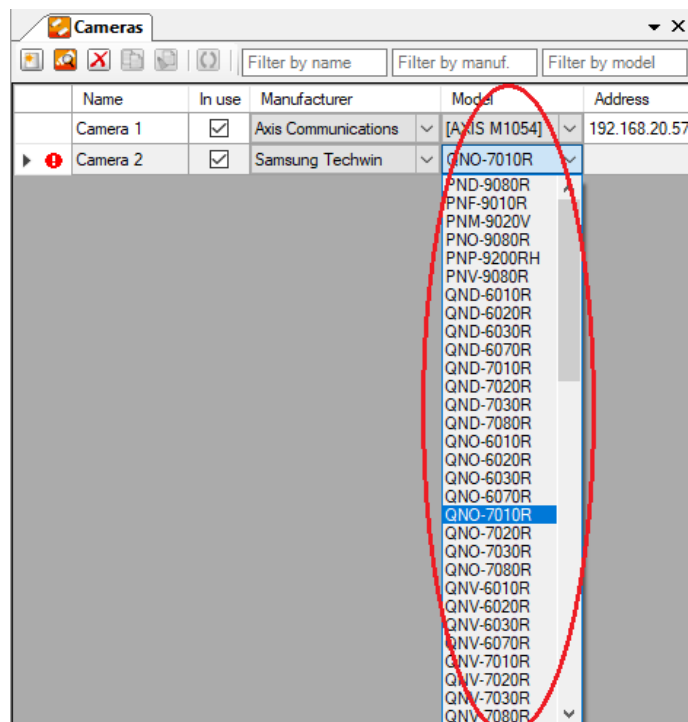 Cameras
Filter by name Filter by manuf. Filter by model
Name In use Manufacturer Model Address
Camera 1 Axis Communications [AXIS M1054] 192.168.20.57
Camera 2 Samsung Techwin QNO-7010R
PND-9080R
PNF-9010R
PNM-9020V
PNO-9080R
PNP-9200RH
PNV-9080R
QND-6010R
QND-6020R
QND-6030R
QND-6070R
QND-7010R
QND-7020R
QND-7030R
QND-7080R
QNO-6010R
QNO-6020R
QNO-6030R
QNO-6070R
QNO-7010R
QNO-7020R
QNO-7030R
QNO-7080R
QNV-6010R
QNV-6020R
QNV-6030R
QNV-6070R
QNV-7010R
QNV-7020R
QNV-7030R
QNV-7080R